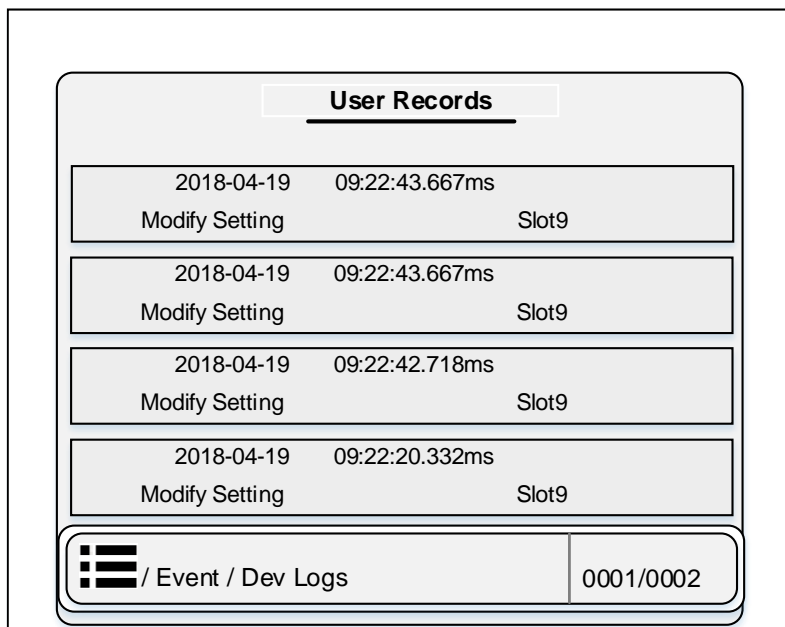 User Records
2018-04-19 09:22:43.667ms
Modify Setting Slot9
2018-04-19 09:22:43.667ms
Modify Setting Slot9
2018-04-19 09:22:42.718ms
Modify Setting Slot9
2018-04-19 09:22:20.332ms
Modify Setting Slot9
/ Event / Dev Logs 0001/0002